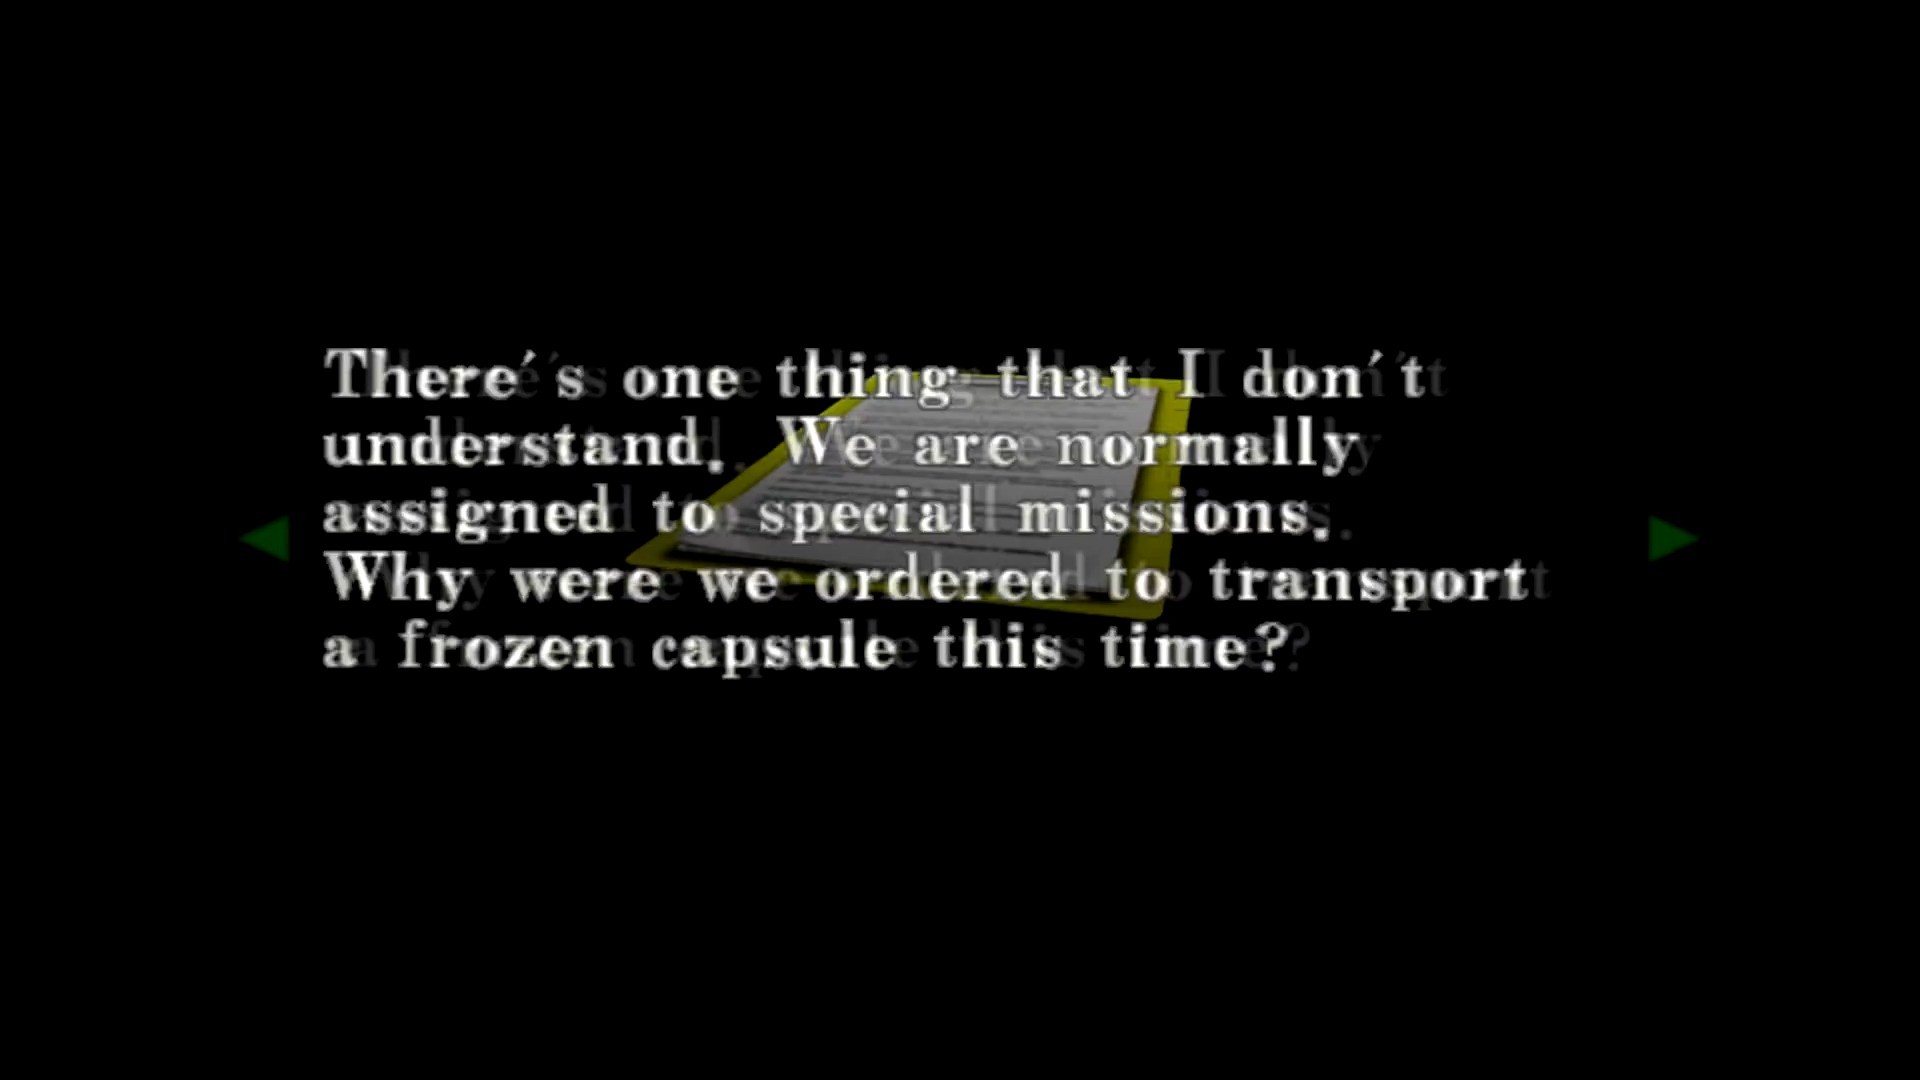 There's one thing that I don't
understand. We are normally
assigned to special missions.
Why were we ordered to transport
a frozen capsule this time?